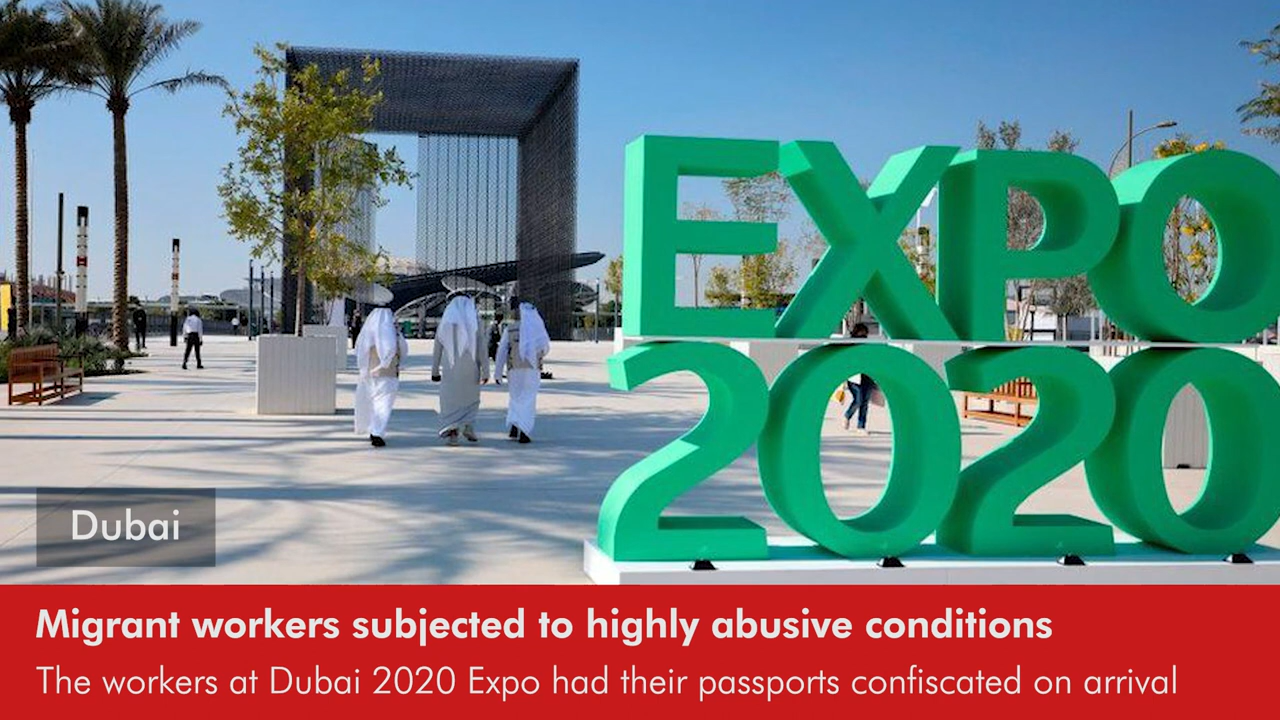 EXPO
2020
Dubai
Migrant workers subjected to highly abusive conditions
The workers at Dubai 2020 Expo had their passports confiscated on arrival